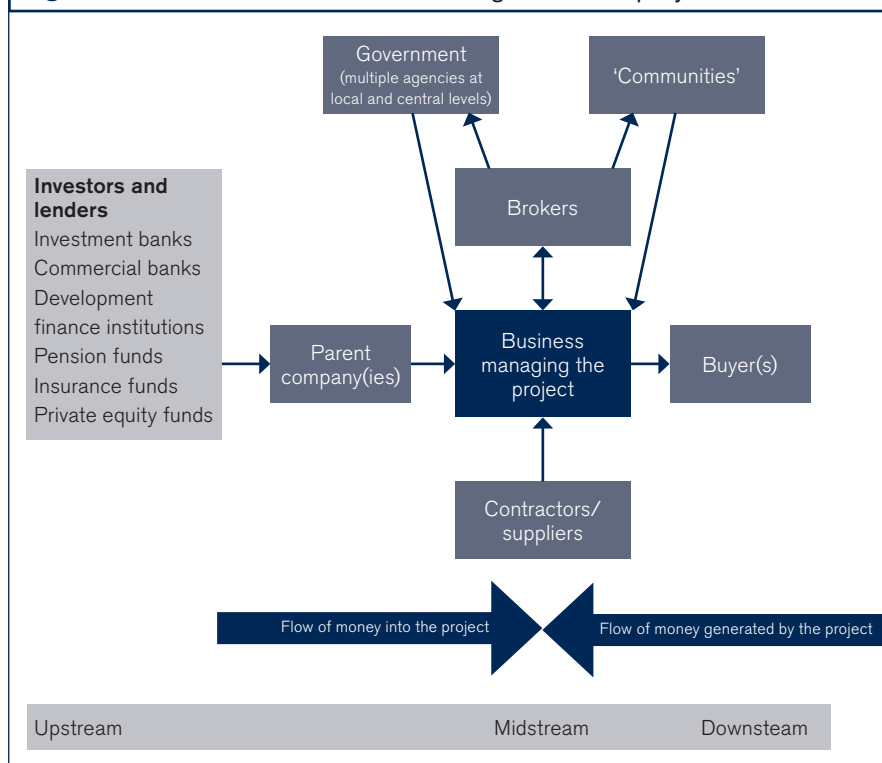 Government
(multiple agencies at
local and central levels)
'Communities'
Brokers
Investors and
lenders
Investment banks
Commercial banks
Development
finance institutions
Pension funds
Insurance funds
Private equity funds
Parent
company(ies)
Business
managing the
project
Buyer(s)
Contractors/
suppliers
Flow of money into the project
Flow of money generated by the project
Upstream
Midstream
Downsteam